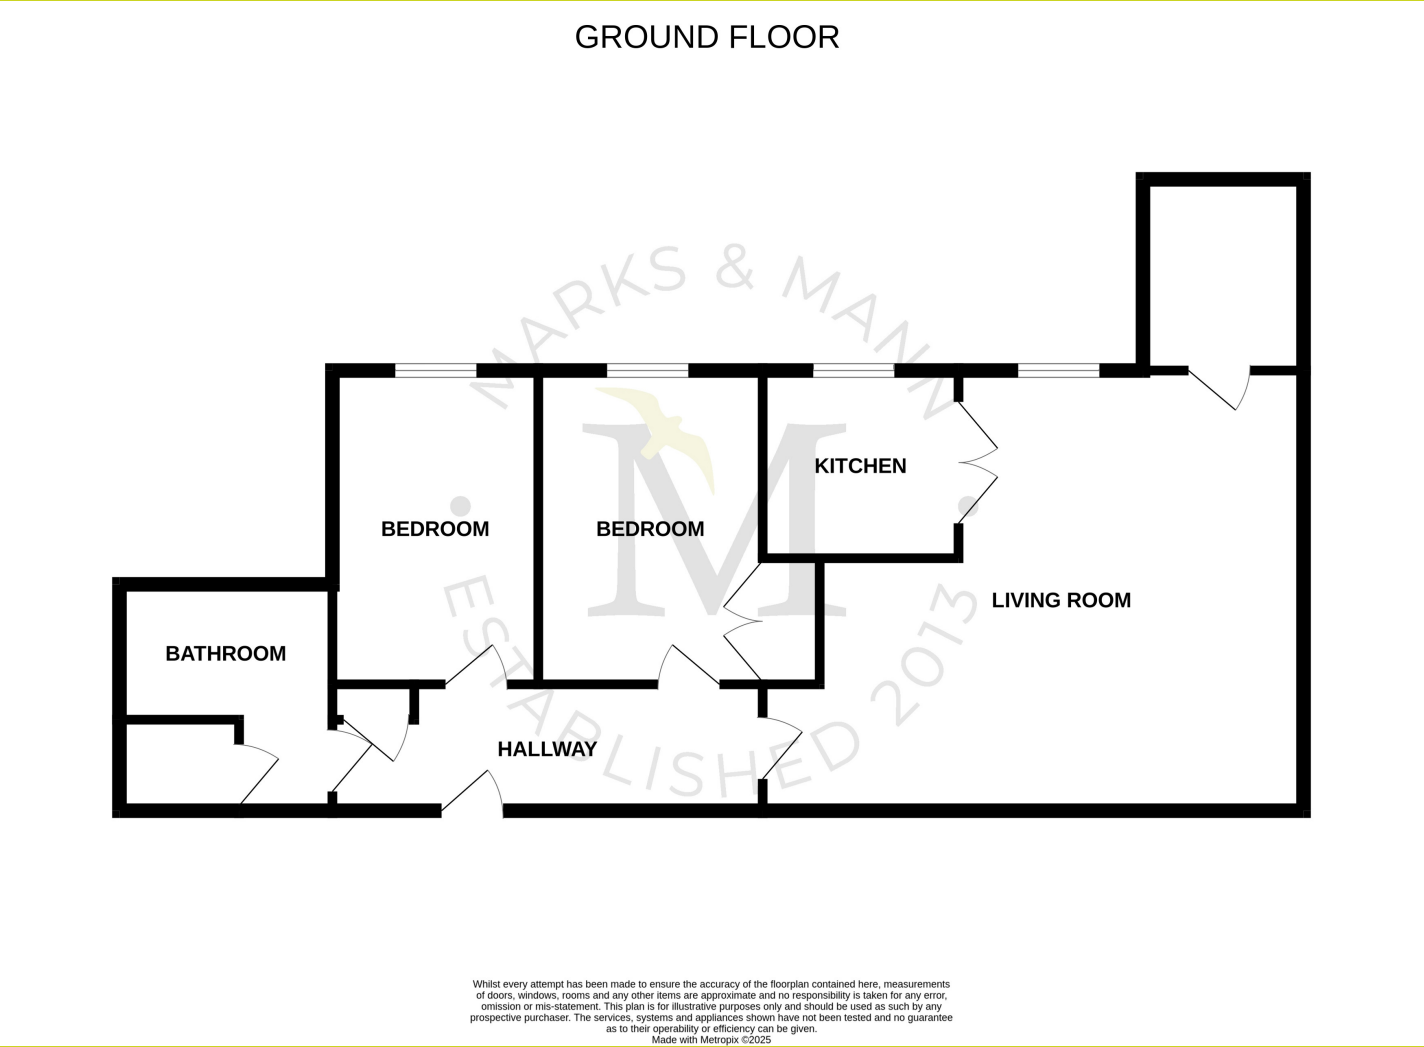 GROUND FLOOR
MARKS & MANN
KITCHEN
BEDROOM
BEDROOM
M
LIVING ROOM
BATHROOM
HALLWAY
ESTABLISHED 2013
Whilst every attempt has been made to ensure the accuracy of the floorplan contained here, measurements
of doors, windows, rooms and any other items are approximate and no responsibility is taken for any error,
omission or mis-statement. This plan is for illustrative purposes only and should be used as such by any
prospective purchaser. The services, systems and appliances shown have not been tested and no guarantee
as to their operability or efficiency can be given.
Made with Metropix ©2025